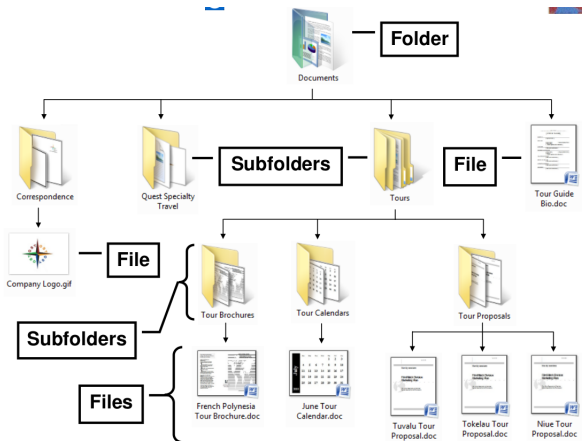 Folder
Documents
Subfolders
File
Correspondence
Quest Specialty
Travel
Tours
Tour Guide
Bio.doc
File
Company Logo.gif
Tour Brochures
Tour Calendars
Tour Proposals
Subfolders
Files
French Polynesia
Tour Brochure.doc
June Tour
Calendar.doc
Tuvalu Tour
Proposal.doc
Tokelau Tour
Proposal.doc
Niue Tour
Proposal.doc